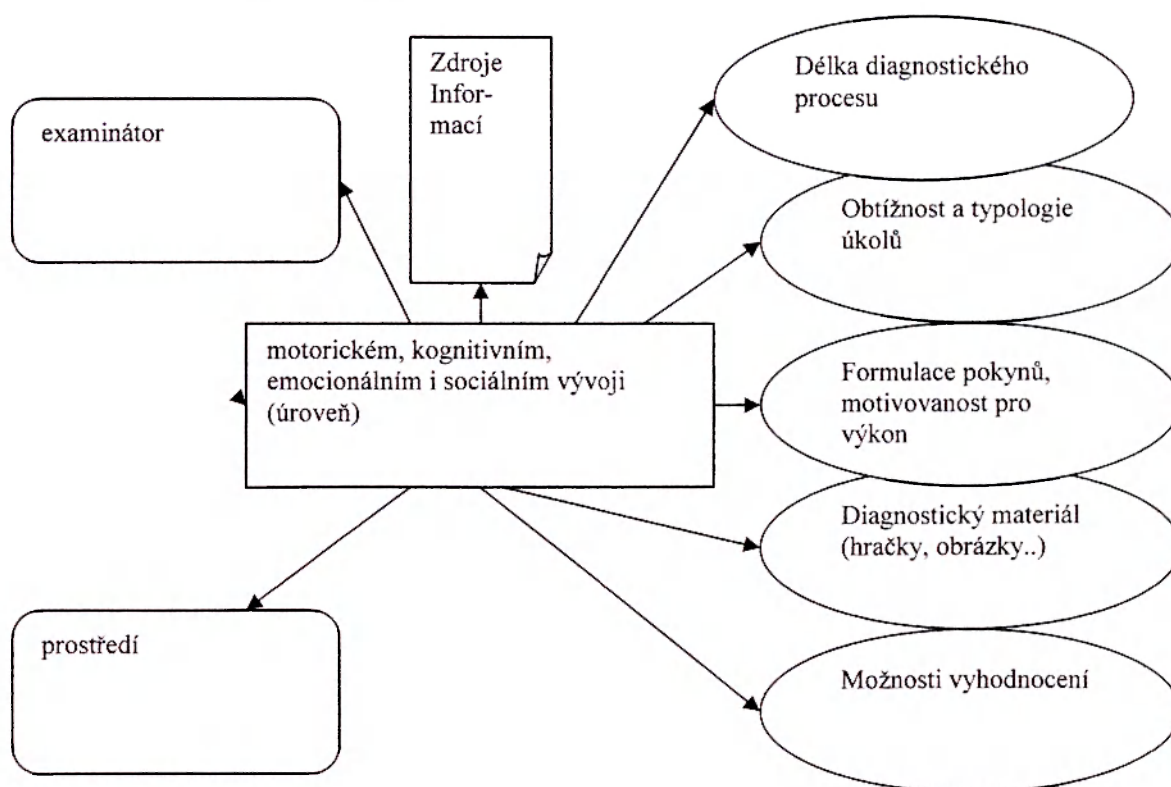 Zdroje
Infor-
mací
Délka diagnostického
procesu
examinátor
Obtížnost a typologie
úkolů
motorickém, kognitivním,
emocionálním i sociálním vývoji
(úroveň)
Formulace pokynů,
motivovanost pro
výkon
Diagnostický materiál
(hračky, obrázky..)
prostředí
Možnosti vyhodnocení